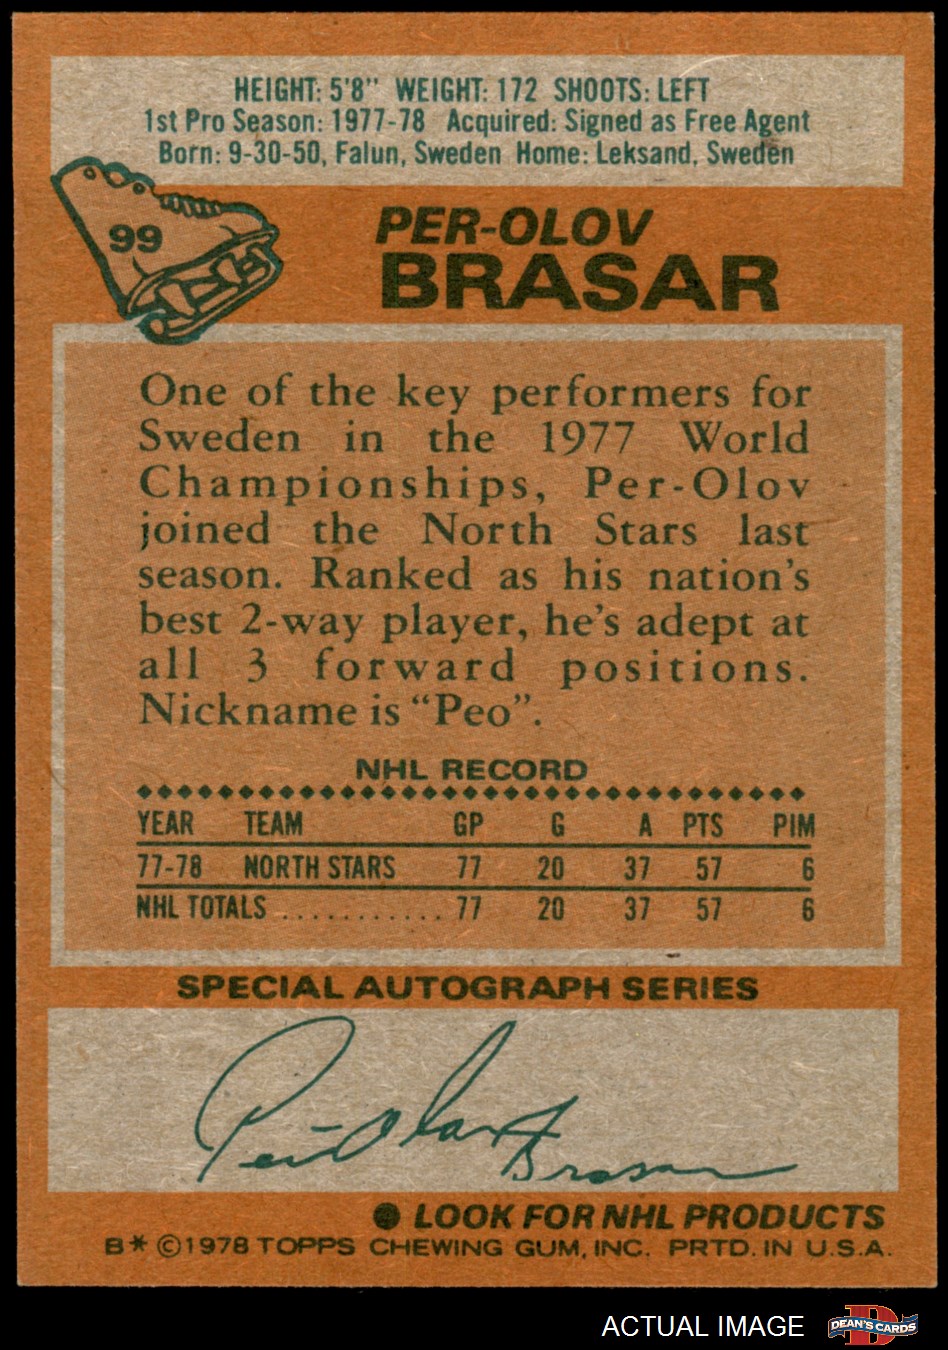 HEIGHT: 5'8" WEIGHT: 172 SHOOTS: LEFT
1st Pro Season: 1977-78 Acquired: Signed as Free Agent
Born: 9-30-50, Falun, Sweden Home: Leksand, Sweden
99
PER-OLOV
BRASAR
One of the key performers for
Sweden in the 1977 World
Championships, Per-Olov
joined the North Stars last
season. Ranked as his nation's
best 2-way player, he's adept at
all 3 forward positions.
Nickname is "Peo".
NHL RECORD
YEAR TEAM GP G A PTS PIM
77-78 NORTH STARS 77 20 37 57 6
NHL TOTALS ........... 77 20 37 57 6
SPECIAL AUTOGRAPH SERIES
Per-Olov Brasar
● LOOK FOR NHL PRODUCTS
B* © 1978 TOPPS CHEWING GUM, INC. PRTD. IN U.S.A.
ACTUAL IMAGE
DEAN'S CARDS